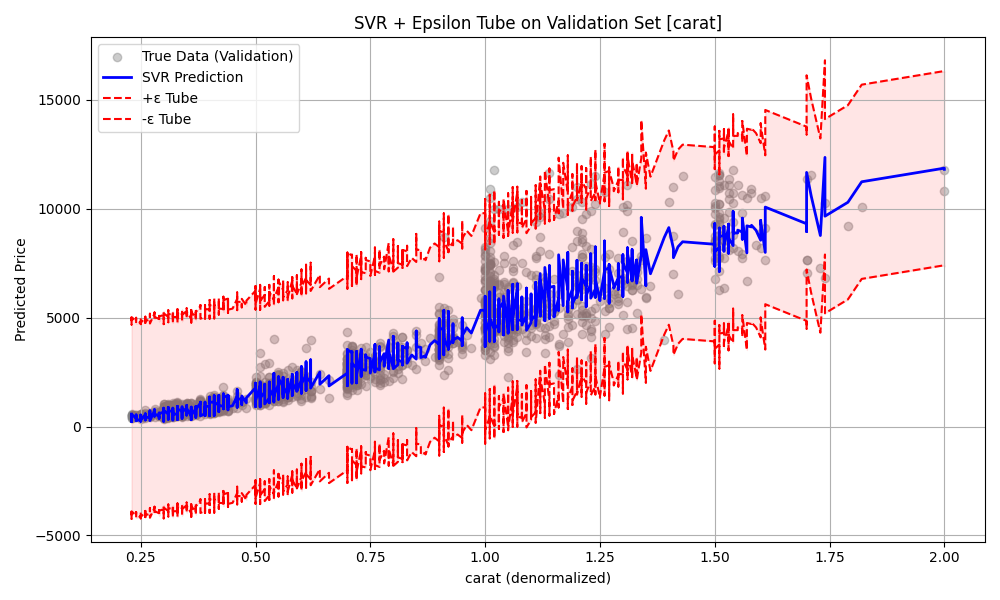 SVR + Epsilon Tube on Validation Set [carat]
True Data (Validation)
SVR Prediction
+ε Tube
-ε Tube
Predicted Price
15000
10000
5000
0
−5000
0.25 0.50 0.75 1.00 1.25 1.50 1.75 2.00
carat (denormalized)